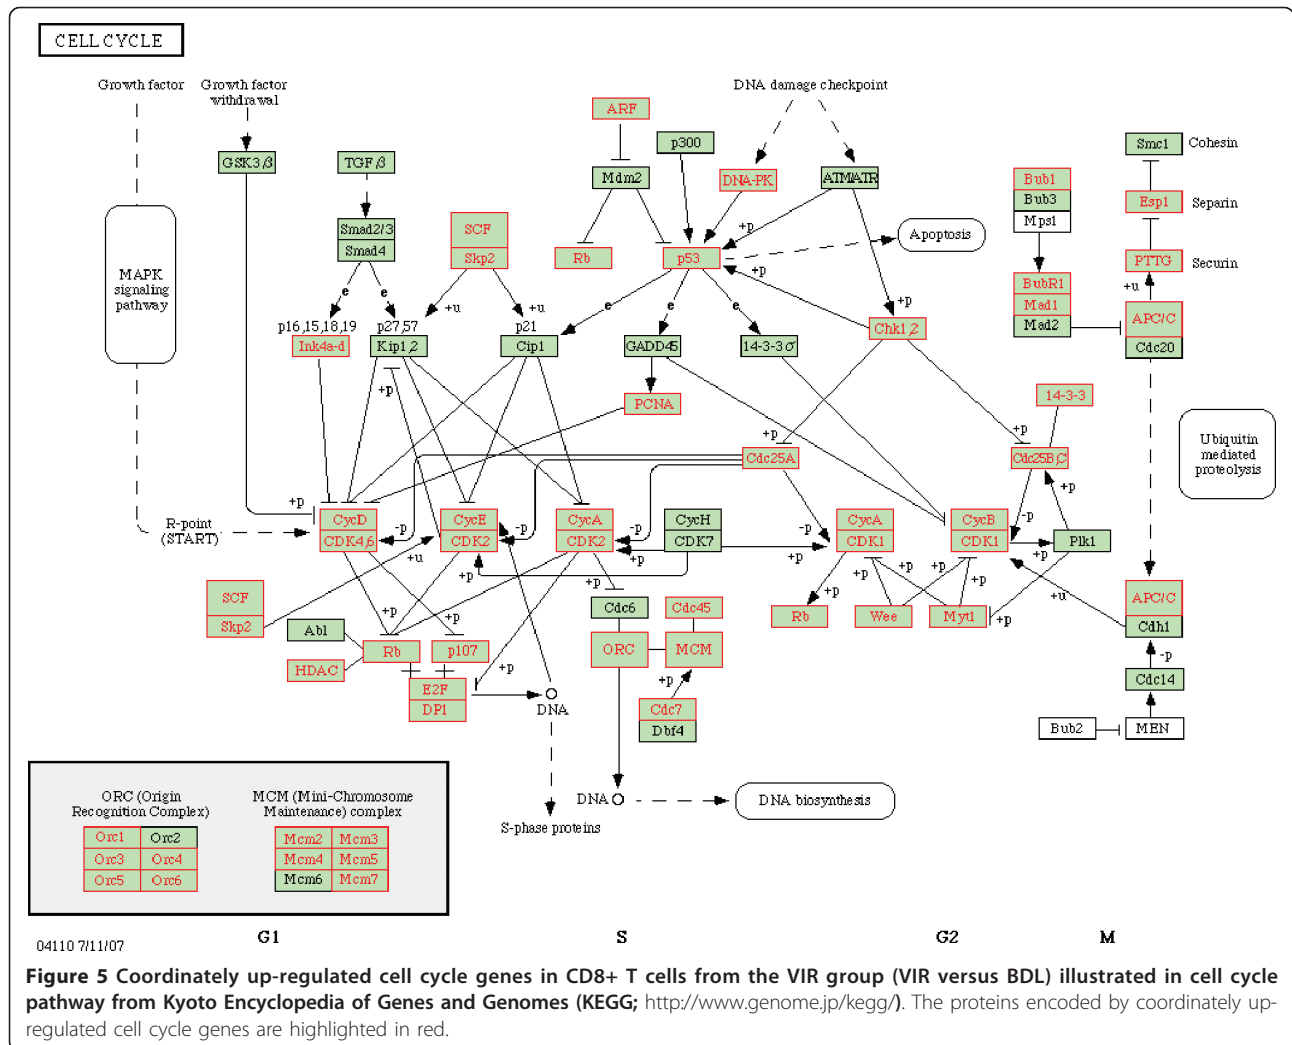 CELL CYCLE
Growth factor
Growth factor
withdrawal
DNA damage checkpoint
ARF
p300
Smc1
Cohesin
GSK3β
TGFβ
Mdm2
DNA-PK
ATM/ATR
Bub1
Bub3
Mps1
Esp1
Separin
Smad2/3
Smad4
SCF
Skp2
Rb
p53
+p
Apoptosis
MAPK
signaling
pathway
PTTG
Securin
BubR1
Mad1
Mad2
+u
APC/C
Cdc20
e
e
+u
+u
e
e
e
+p
+p
p16,15,18,19
Ink4a-d
p27,57
Kip1,2
p21
Cip1
GADD45
14-3-3σ
Chk1,2
+p
PCNA
14-3-3
Ubiquitin
mediated
proteolysis
+p
+p
Cdc25A
Cdc25B,C
+p
+p
R-point
(START)
CycD
CDK4,6
-p
CycE
CDK2
-p
CycA
CDK2
-p
CycH
CDK7
-p
CycA
CDK1
CycB
CDK1
-p
Plk1
+p
+u
+p
+p
+p
+p
+p
+p
SCF
Skp2
+p
Cdc6
Cdc45
Rb
Wee
Myt1
+p
+u
APC/C
Cdh1
Abl
HDAC
Rb
p107
ORC
MCM
+p
+p
-p
E2F
DP1
DNA
Cdc7
Dbf4
Cdc14
Bub2
MEN
ORC (Origin
Recognition Complex)
MCM (Mini-Chromosome
Maintenance) complex
DNA
DNA biosynthesis
S-phase proteins
Orc1 Orc2
Orc3 Orc4
Orc5 Orc6
Mcm2 Mcm3
Mcm4 Mcm5
Mcm6 Mcm7
G1
S
G2
M
04110 7/11/07
Figure 5 Coordinately up-regulated cell cycle genes in CD8+ T cells from the VIR group (VIR versus BDL) illustrated in cell cycle
pathway from Kyoto Encyclopedia of Genes and Genomes (KEGG; http://www.genome.jp/kegg/). The proteins encoded by coordinately up-
regulated cell cycle genes are highlighted in red.